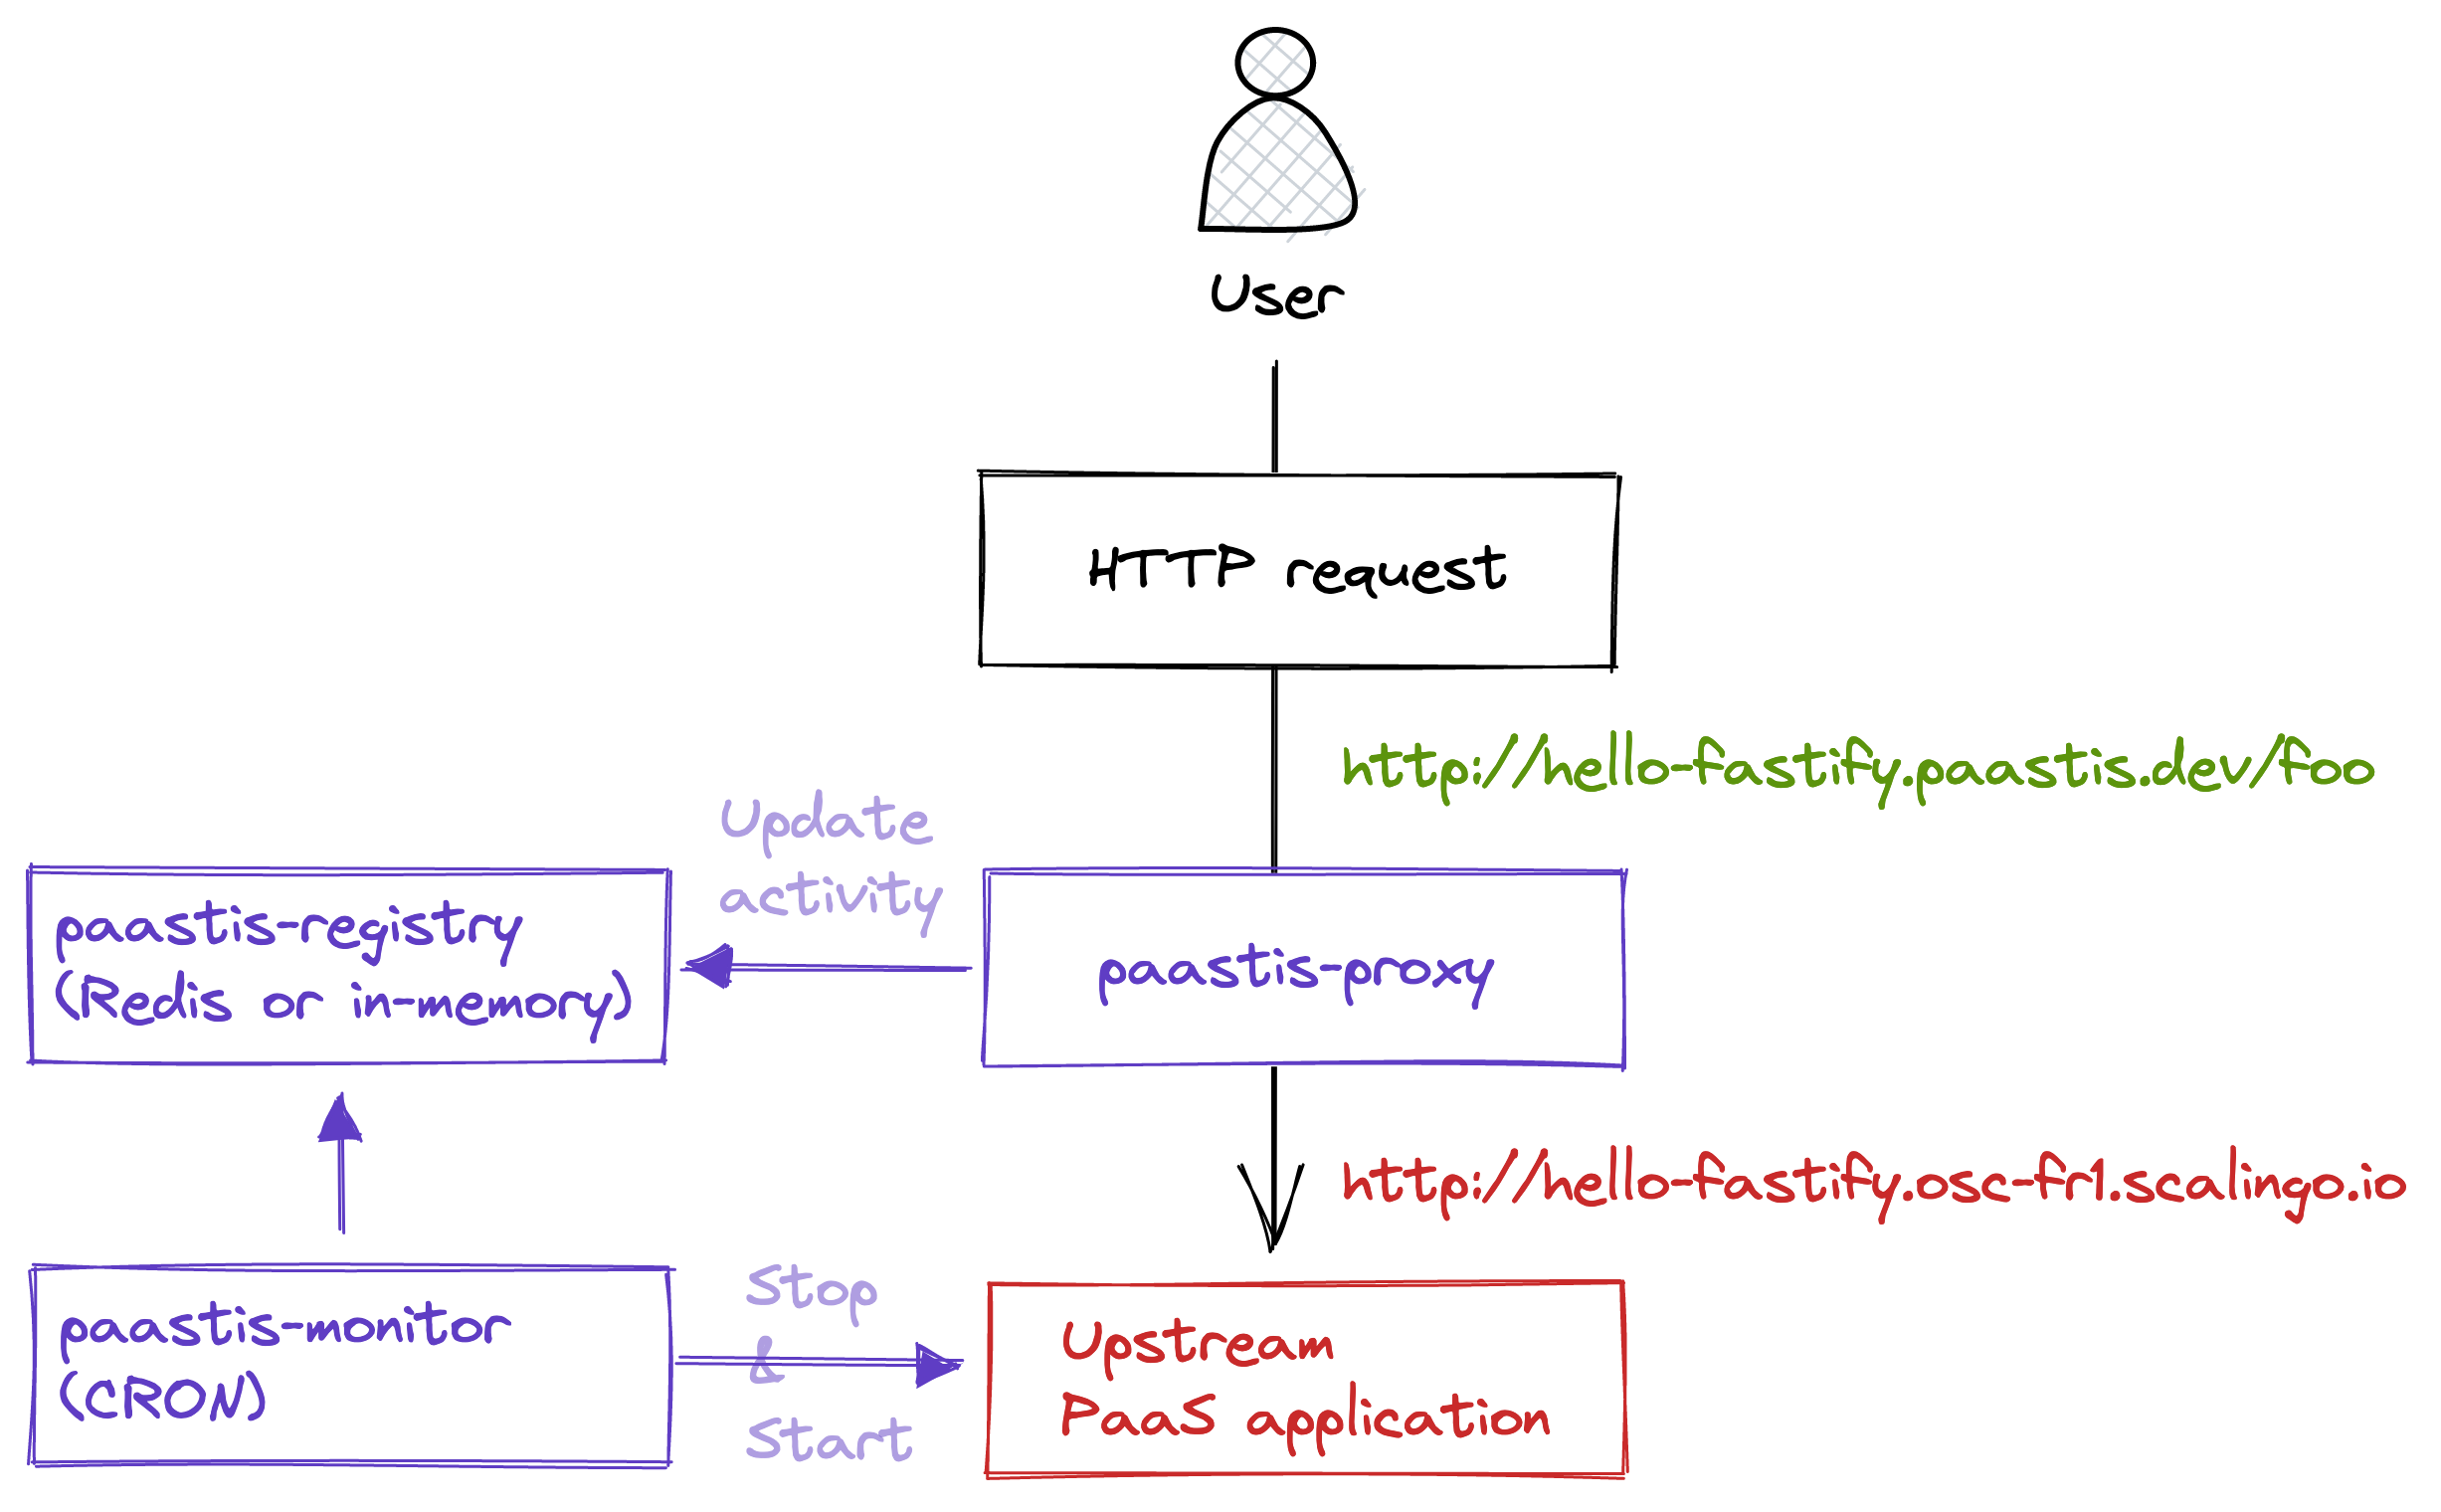 User
HTTP request
http://hello-fastify.paastis.dev/foo
Update
activity
paastis-registry
(Redis or in-memory)
paastis-proxy
http://hello-fastify.osc-fr1.scalingo.io
paastis-monitor
(CRON)
Stop
&
Start
Upstream
PaaS application